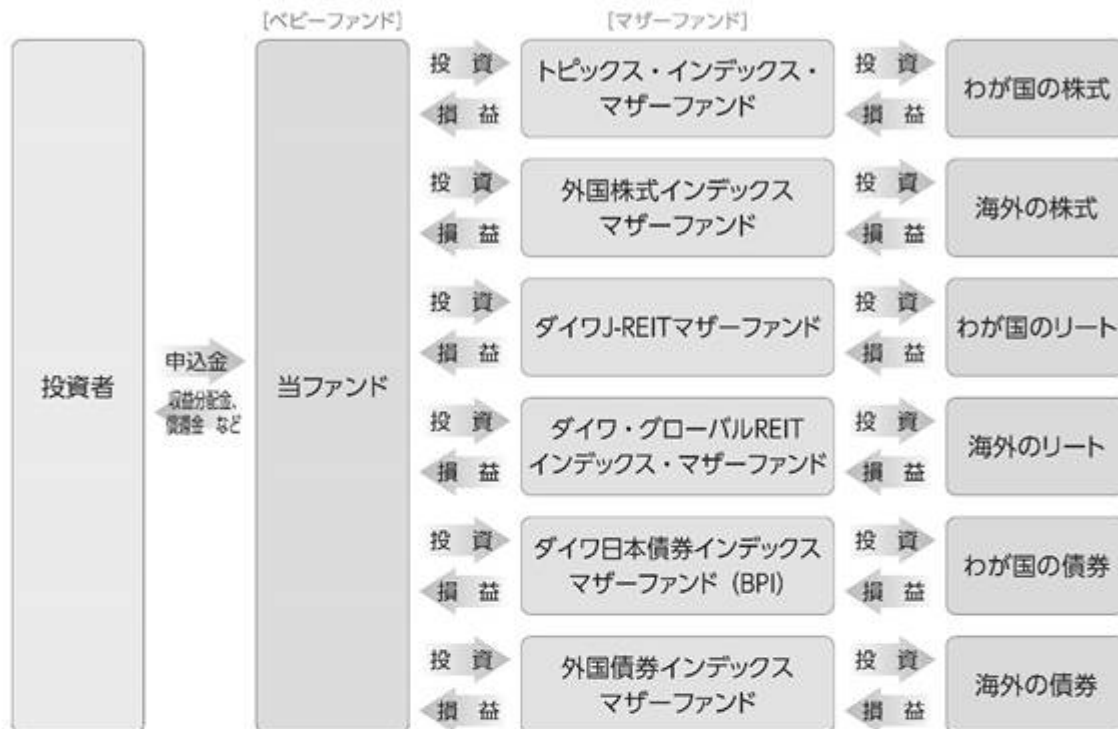 [ベビーファンド]
[マザーファンド]
投資者
申込金
収益分配金、
償還金 など
当ファンド
投 資
損 益
トピックス・インデックス・
マザーファンド
投 資
損 益
わが国の株式
投 資
損 益
外国株式インデックス
マザーファンド
投 資
損 益
海外の株式
投 資
損 益
ダイワJ-REITマザーファンド
投 資
損 益
わが国のリート
投 資
損 益
ダイワ・グローバルREIT
インデックス・マザーファンド
投 資
損 益
海外のリート
投 資
損 益
ダイワ日本債券インデックス
マザーファンド (BPI)
投 資
損 益
わが国の債券
投 資
損 益
外国債券インデックス
マザーファンド
投 資
損 益
海外の債券